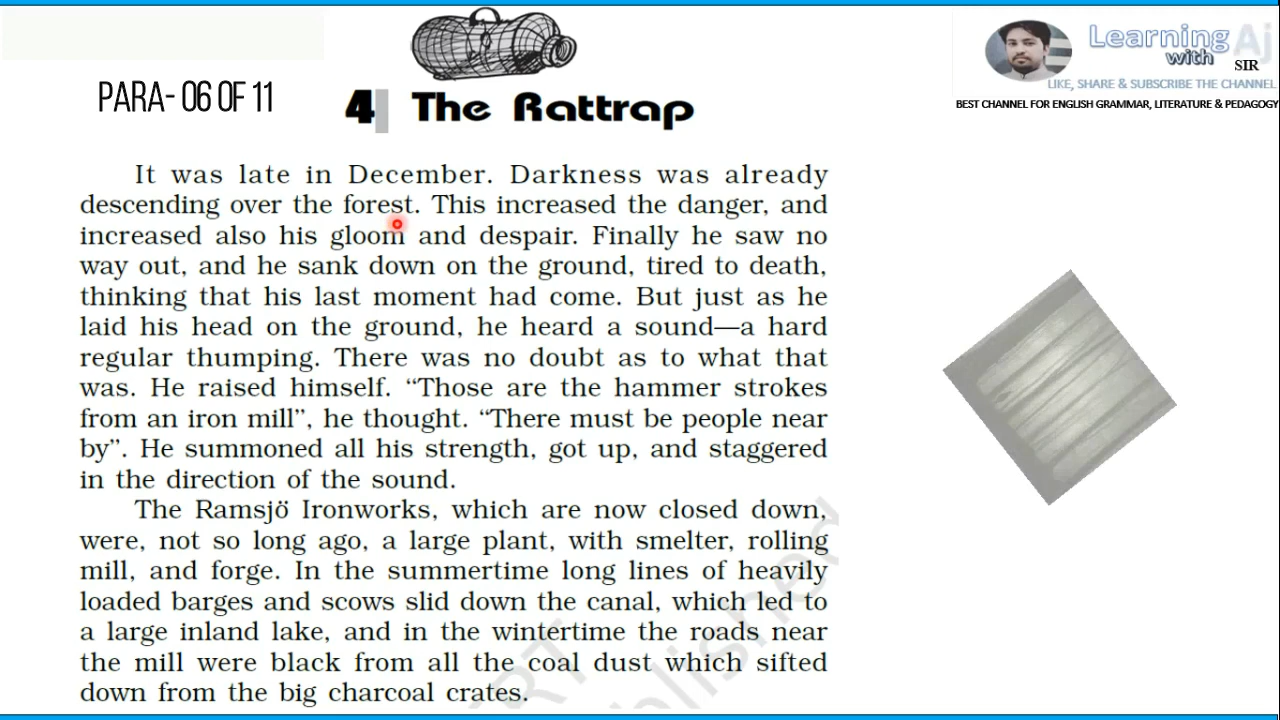 PARA- 06 OF 11
4 The Rattrap
Learning
with
Aj
SIR
LIKE, SHARE & SUBSCRIBE THE CHANNEL
BEST CHANNEL FOR ENGLISH GRAMMAR, LITERATURE & PEDAGOGY
It was late in December. Darkness was already
descending over the forest. This increased the danger, and
increased also his gloom and despair. Finally he saw no
way out, and he sank down on the ground, tired to death,
thinking that his last moment had come. But just as he
laid his head on the ground, he heard a sound—a hard
regular thumping. There was no doubt as to what that
was. He raised himself. “Those are the hammer strokes
from an iron mill”, he thought. “There must be people near
by”. He summoned all his strength, got up, and staggered
in the direction of the sound.
The Ramsjö Ironworks, which are now closed down,
were, not so long ago, a large plant, with smelter, rolling
mill, and forge. In the summertime long lines of heavily
loaded barges and scows slid down the canal, which led to
a large inland lake, and in the wintertime the roads near
the mill were black from all the coal dust which sifted
down from the big charcoal crates.